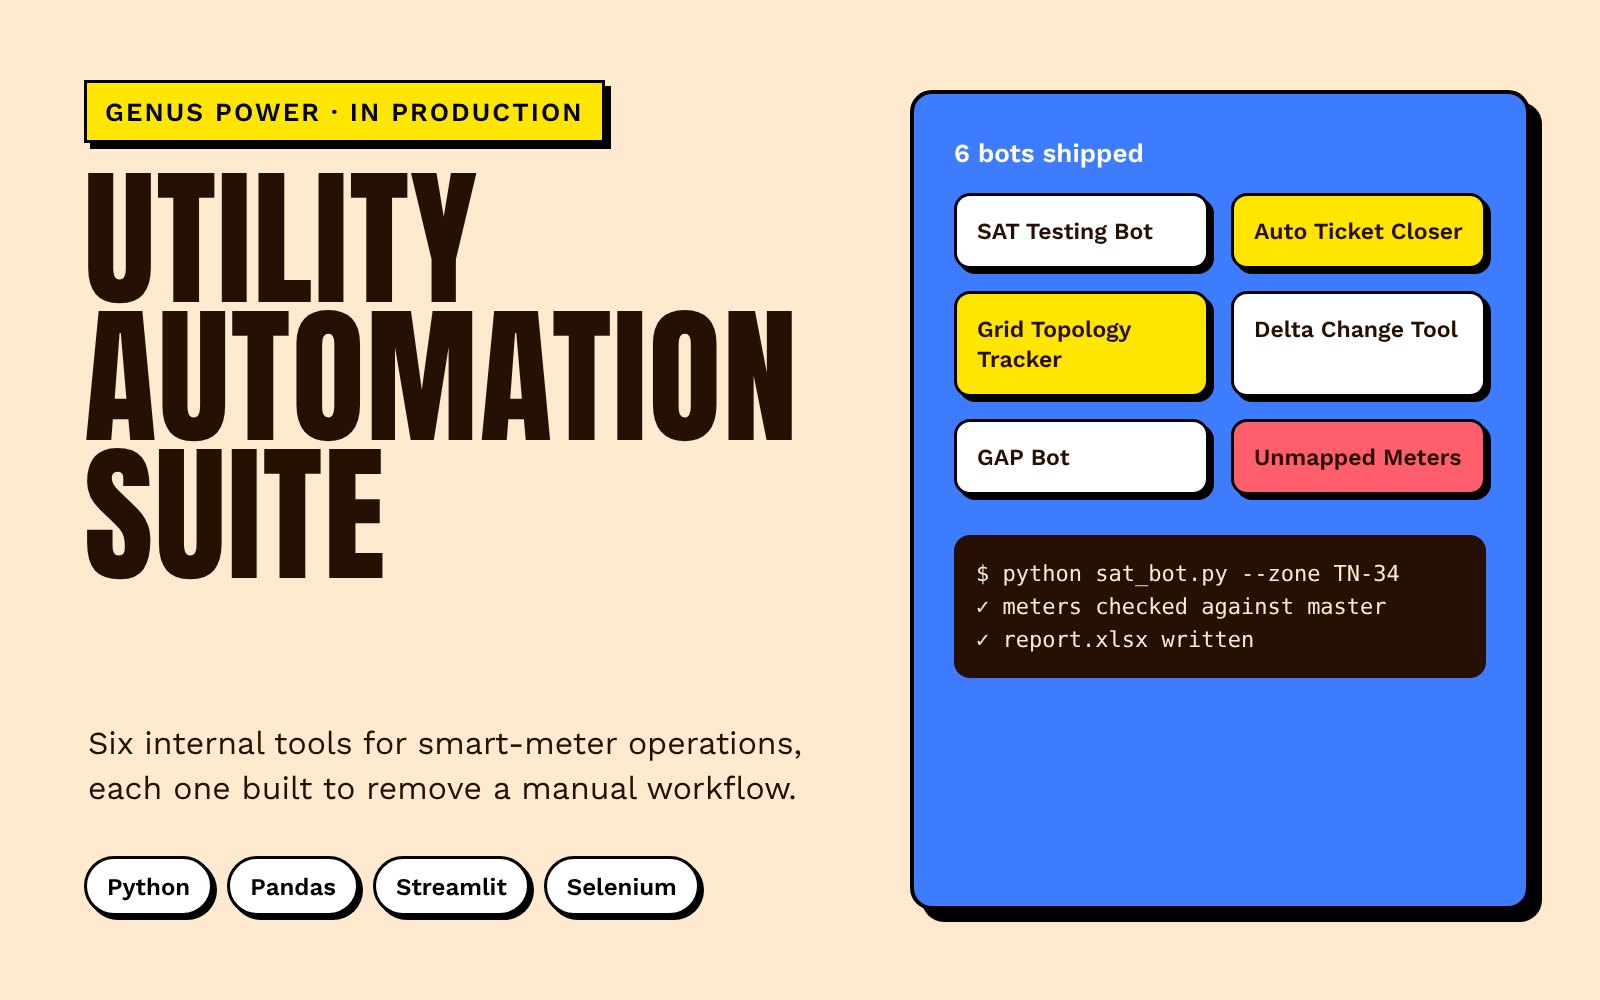 GENUS POWER · IN PRODUCTION
UTILITY
AUTOMATION
SUITE
Six internal tools for smart-meter operations,
each one built to remove a manual workflow.
Python
Pandas
Streamlit
Selenium
6 bots shipped
SAT Testing Bot
Auto Ticket Closer
Grid Topology
Tracker
Delta Change Tool
GAP Bot
Unmapped Meters
$ python sat_bot.py --zone TN-34
✓ meters checked against master
✓ report.xlsx written